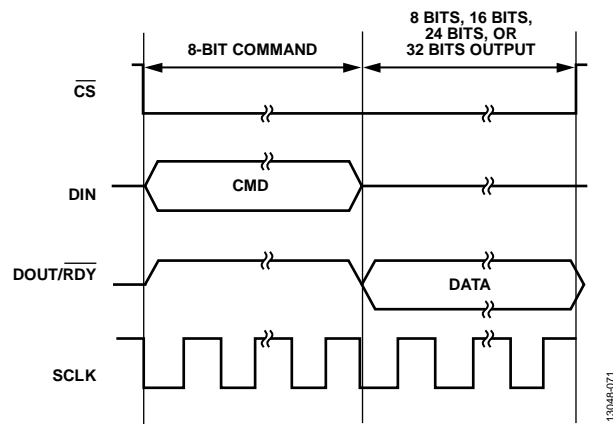 8-BIT COMMAND
8 BITS, 16 BITS,
24 BITS, OR
32 BITS OUTPUT
CS
DIN
CMD
DOUT/RDY
DATA
SCLK
13048-071